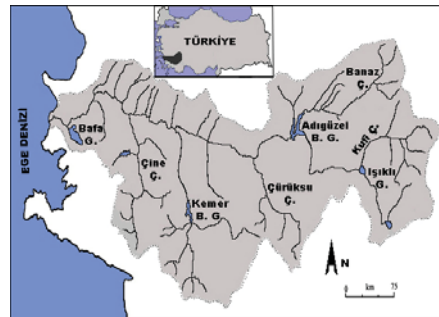 TÜRKİYE
EGE DENİZİ
Bafa
G.
Çine
Ç.
Kemer
B. G.
Çürüksu
Ç.
Adıgüzel
B. G.
Banaz
Ç.
Kufi Ç.
Işıklı
G.
N
0 km 75